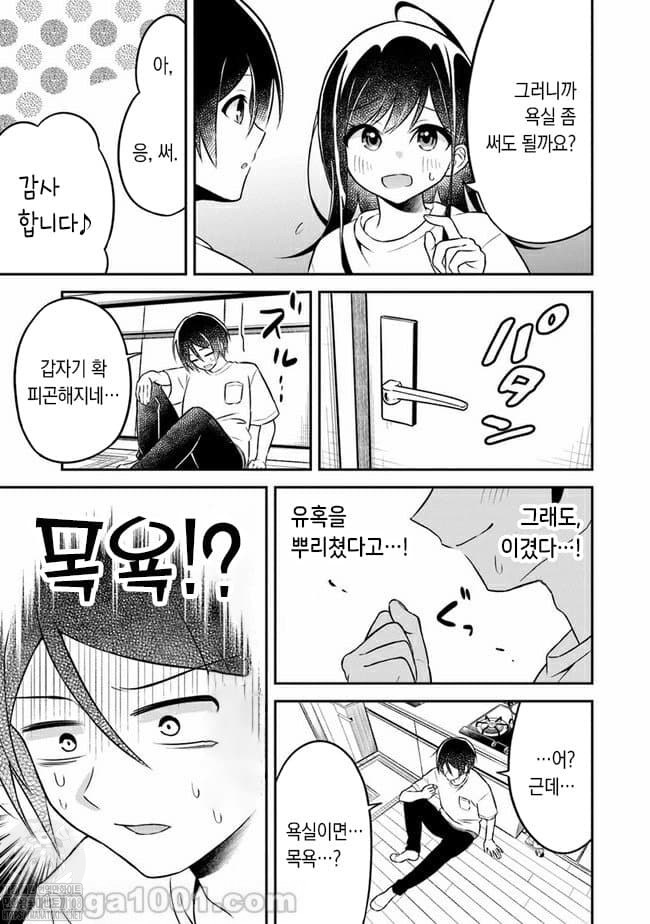 그러니까
욕실 좀
써도 될까요?
아,
응, 써.
감사
합니다♪
パタン
갑자기 확
피곤해지네…
ズズズ
그래도,
이겼다…!
유혹을
뿌리쳤다고…!
ぐっ
…어?
근데…
욕실이면…
목욕…?
목욕!?
manga1001.com